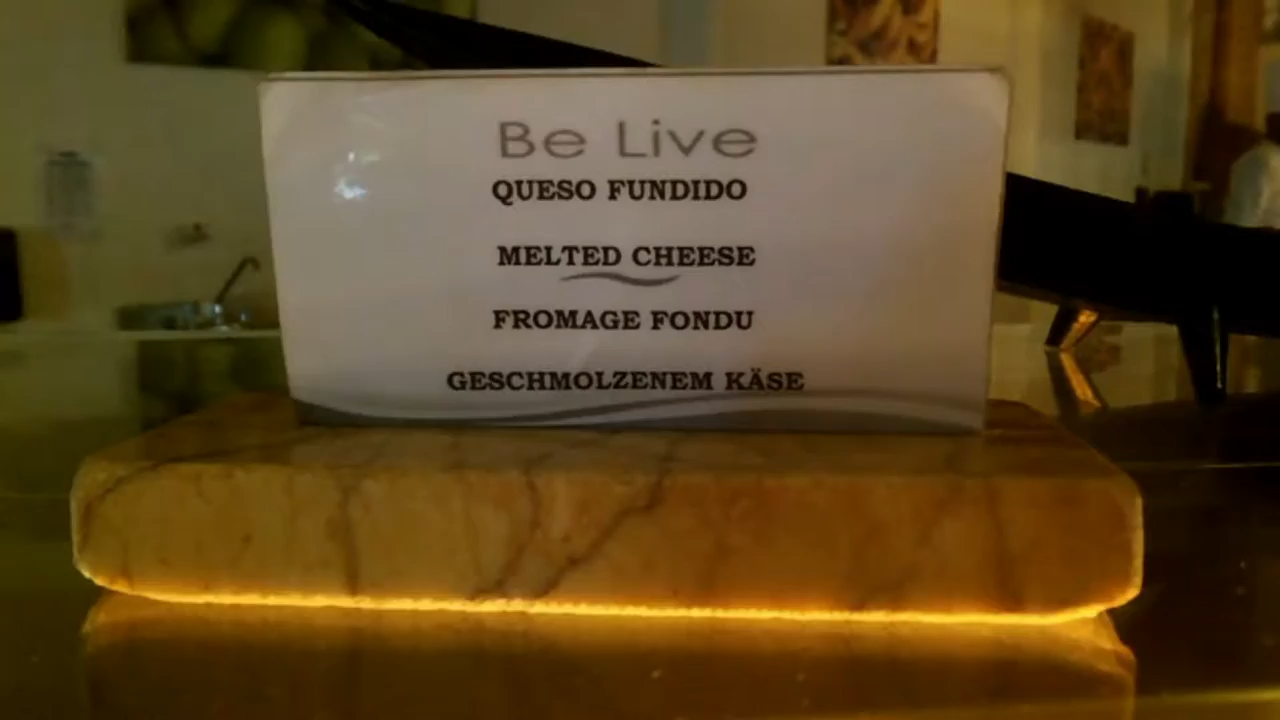 Be Live
QUESO FUNDIDO
MELTED CHEESE
FROMAGE FONDU
GESCHMOLZENEM KÄSE